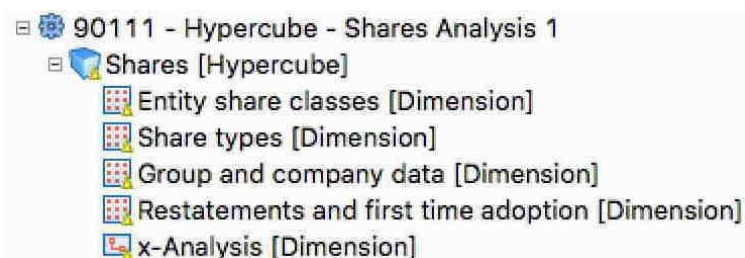 90111 - Hypercube - Shares Analysis 1
Shares [Hypercube]
Entity share classes [Dimension]
Share types [Dimension]
Group and company data [Dimension]
Restatements and first time adoption [Dimension]
x-Analysis [Dimension]